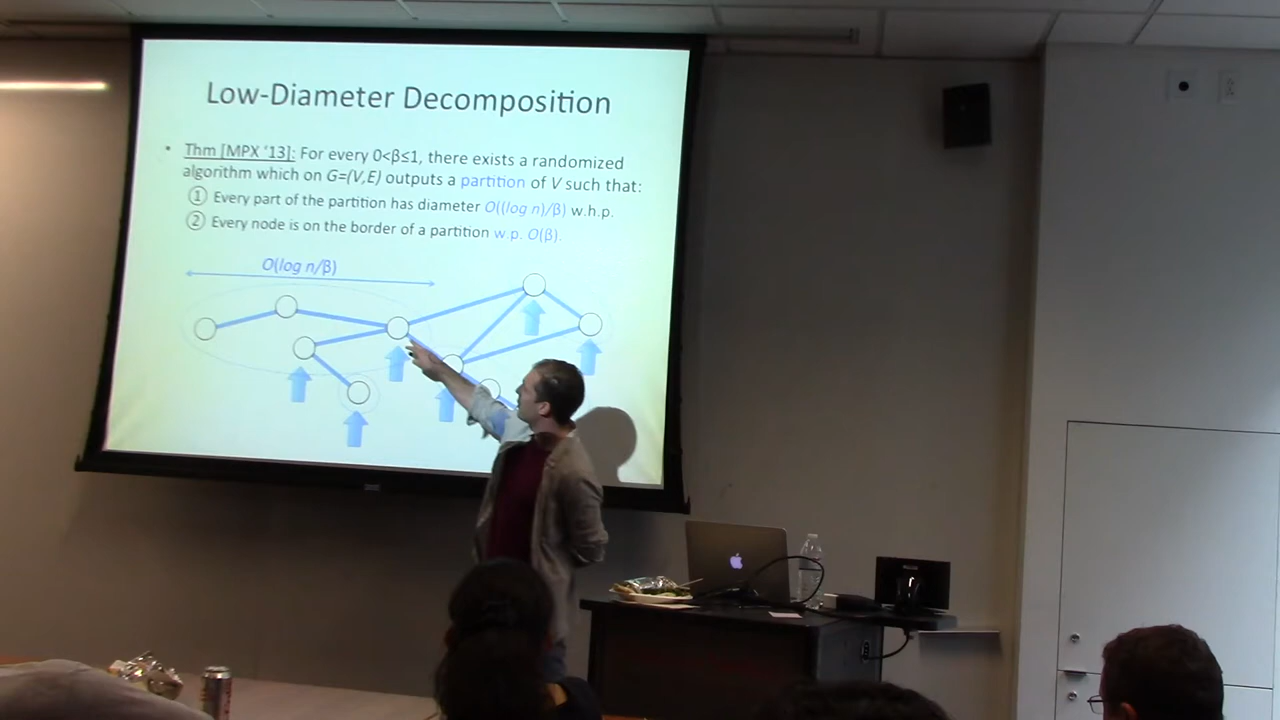 Low-Diameter Decomposition
• Thm [MPX '13]: For every 0<β≤1, there exists a randomized
algorithm which on G=(V,E) outputs a partition of V such that:
① Every part of the partition has diameter O((log n)/β) w.h.p.
② Every node is on the border of a partition w.p. O(β).
O(log n/β)